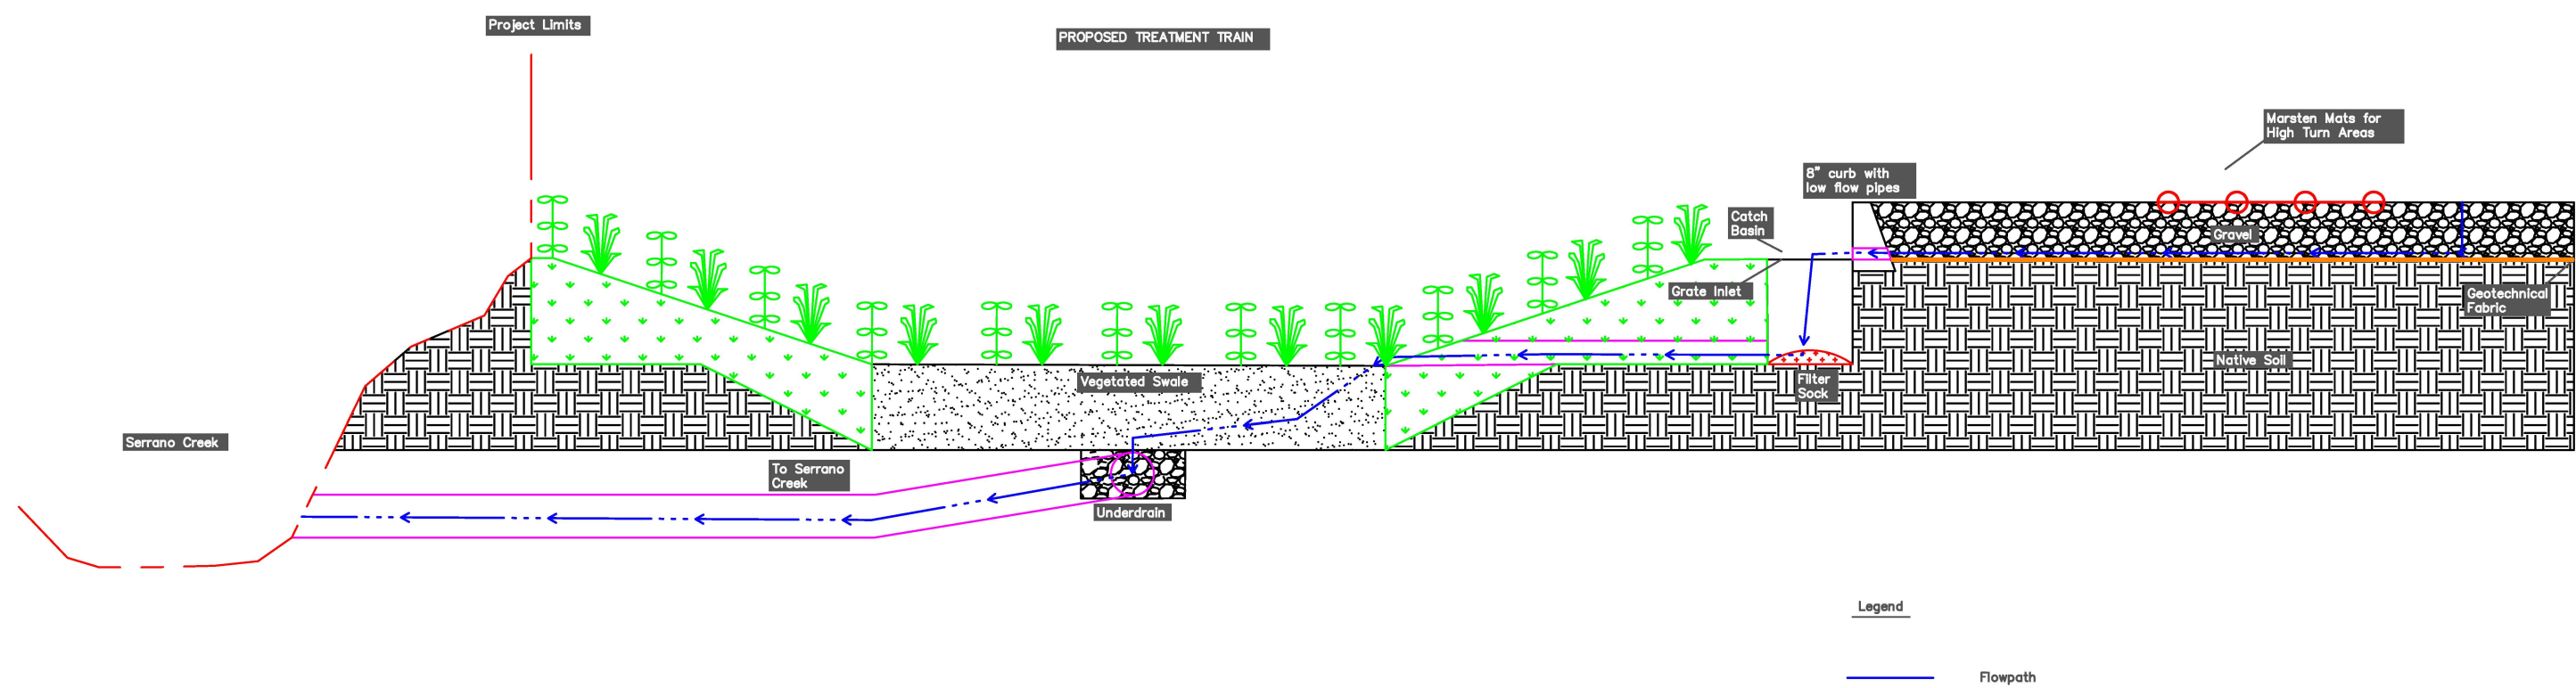 Project Limits
PROPOSED TREATMENT TRAIN
Marsten Mats for
High Turn Areas
8" curb with
low flow pipes
Catch
Basin
Gravel
Grate Inlet
Geotechnical
Fabric
Native Soil
Vegetated Swale
Filter
Sock
Serrano Creek
To Serrano
Creek
Underdrain
Legend
Flowpath